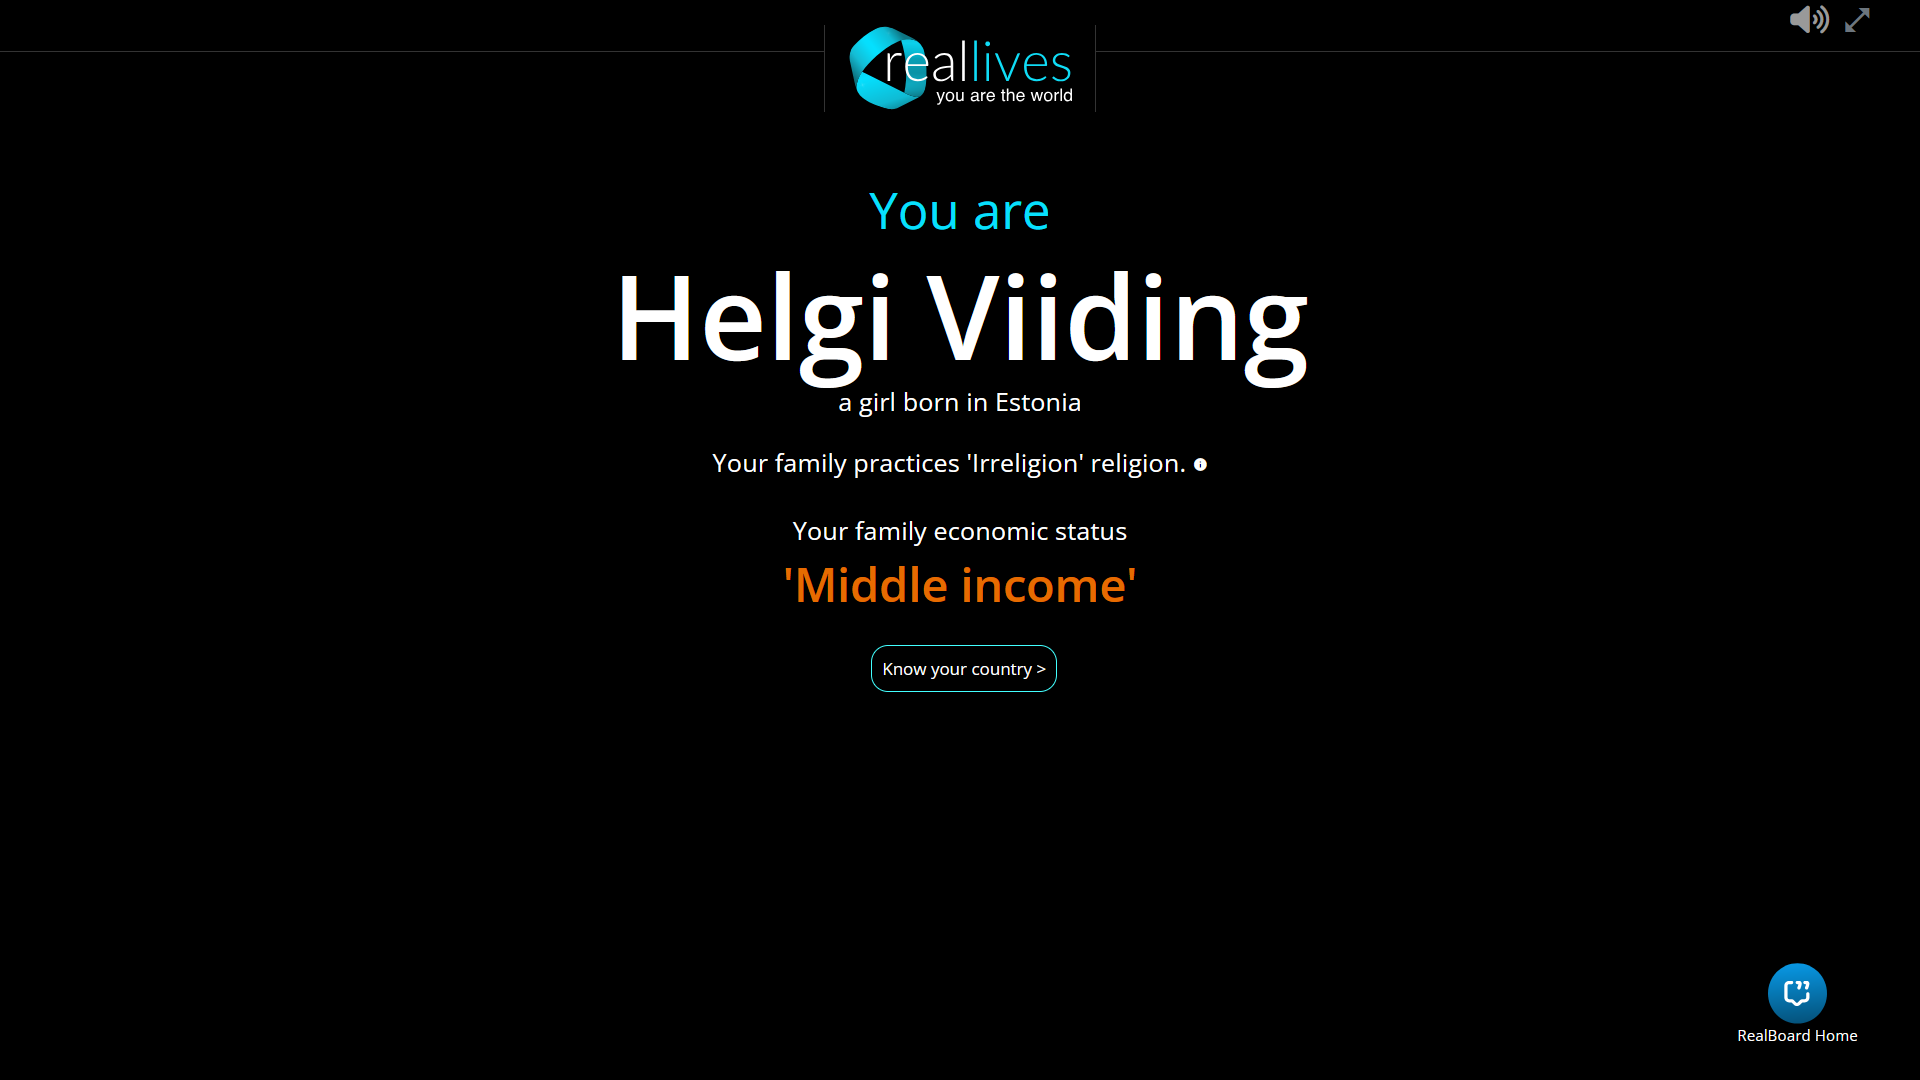 reallives
you are the world
You are
Helgi Viiding
a girl born in Estonia
Your family practices 'Irreligion' religion.
Your family economic status
'Middle income'
Know your country >
RealBoard Home